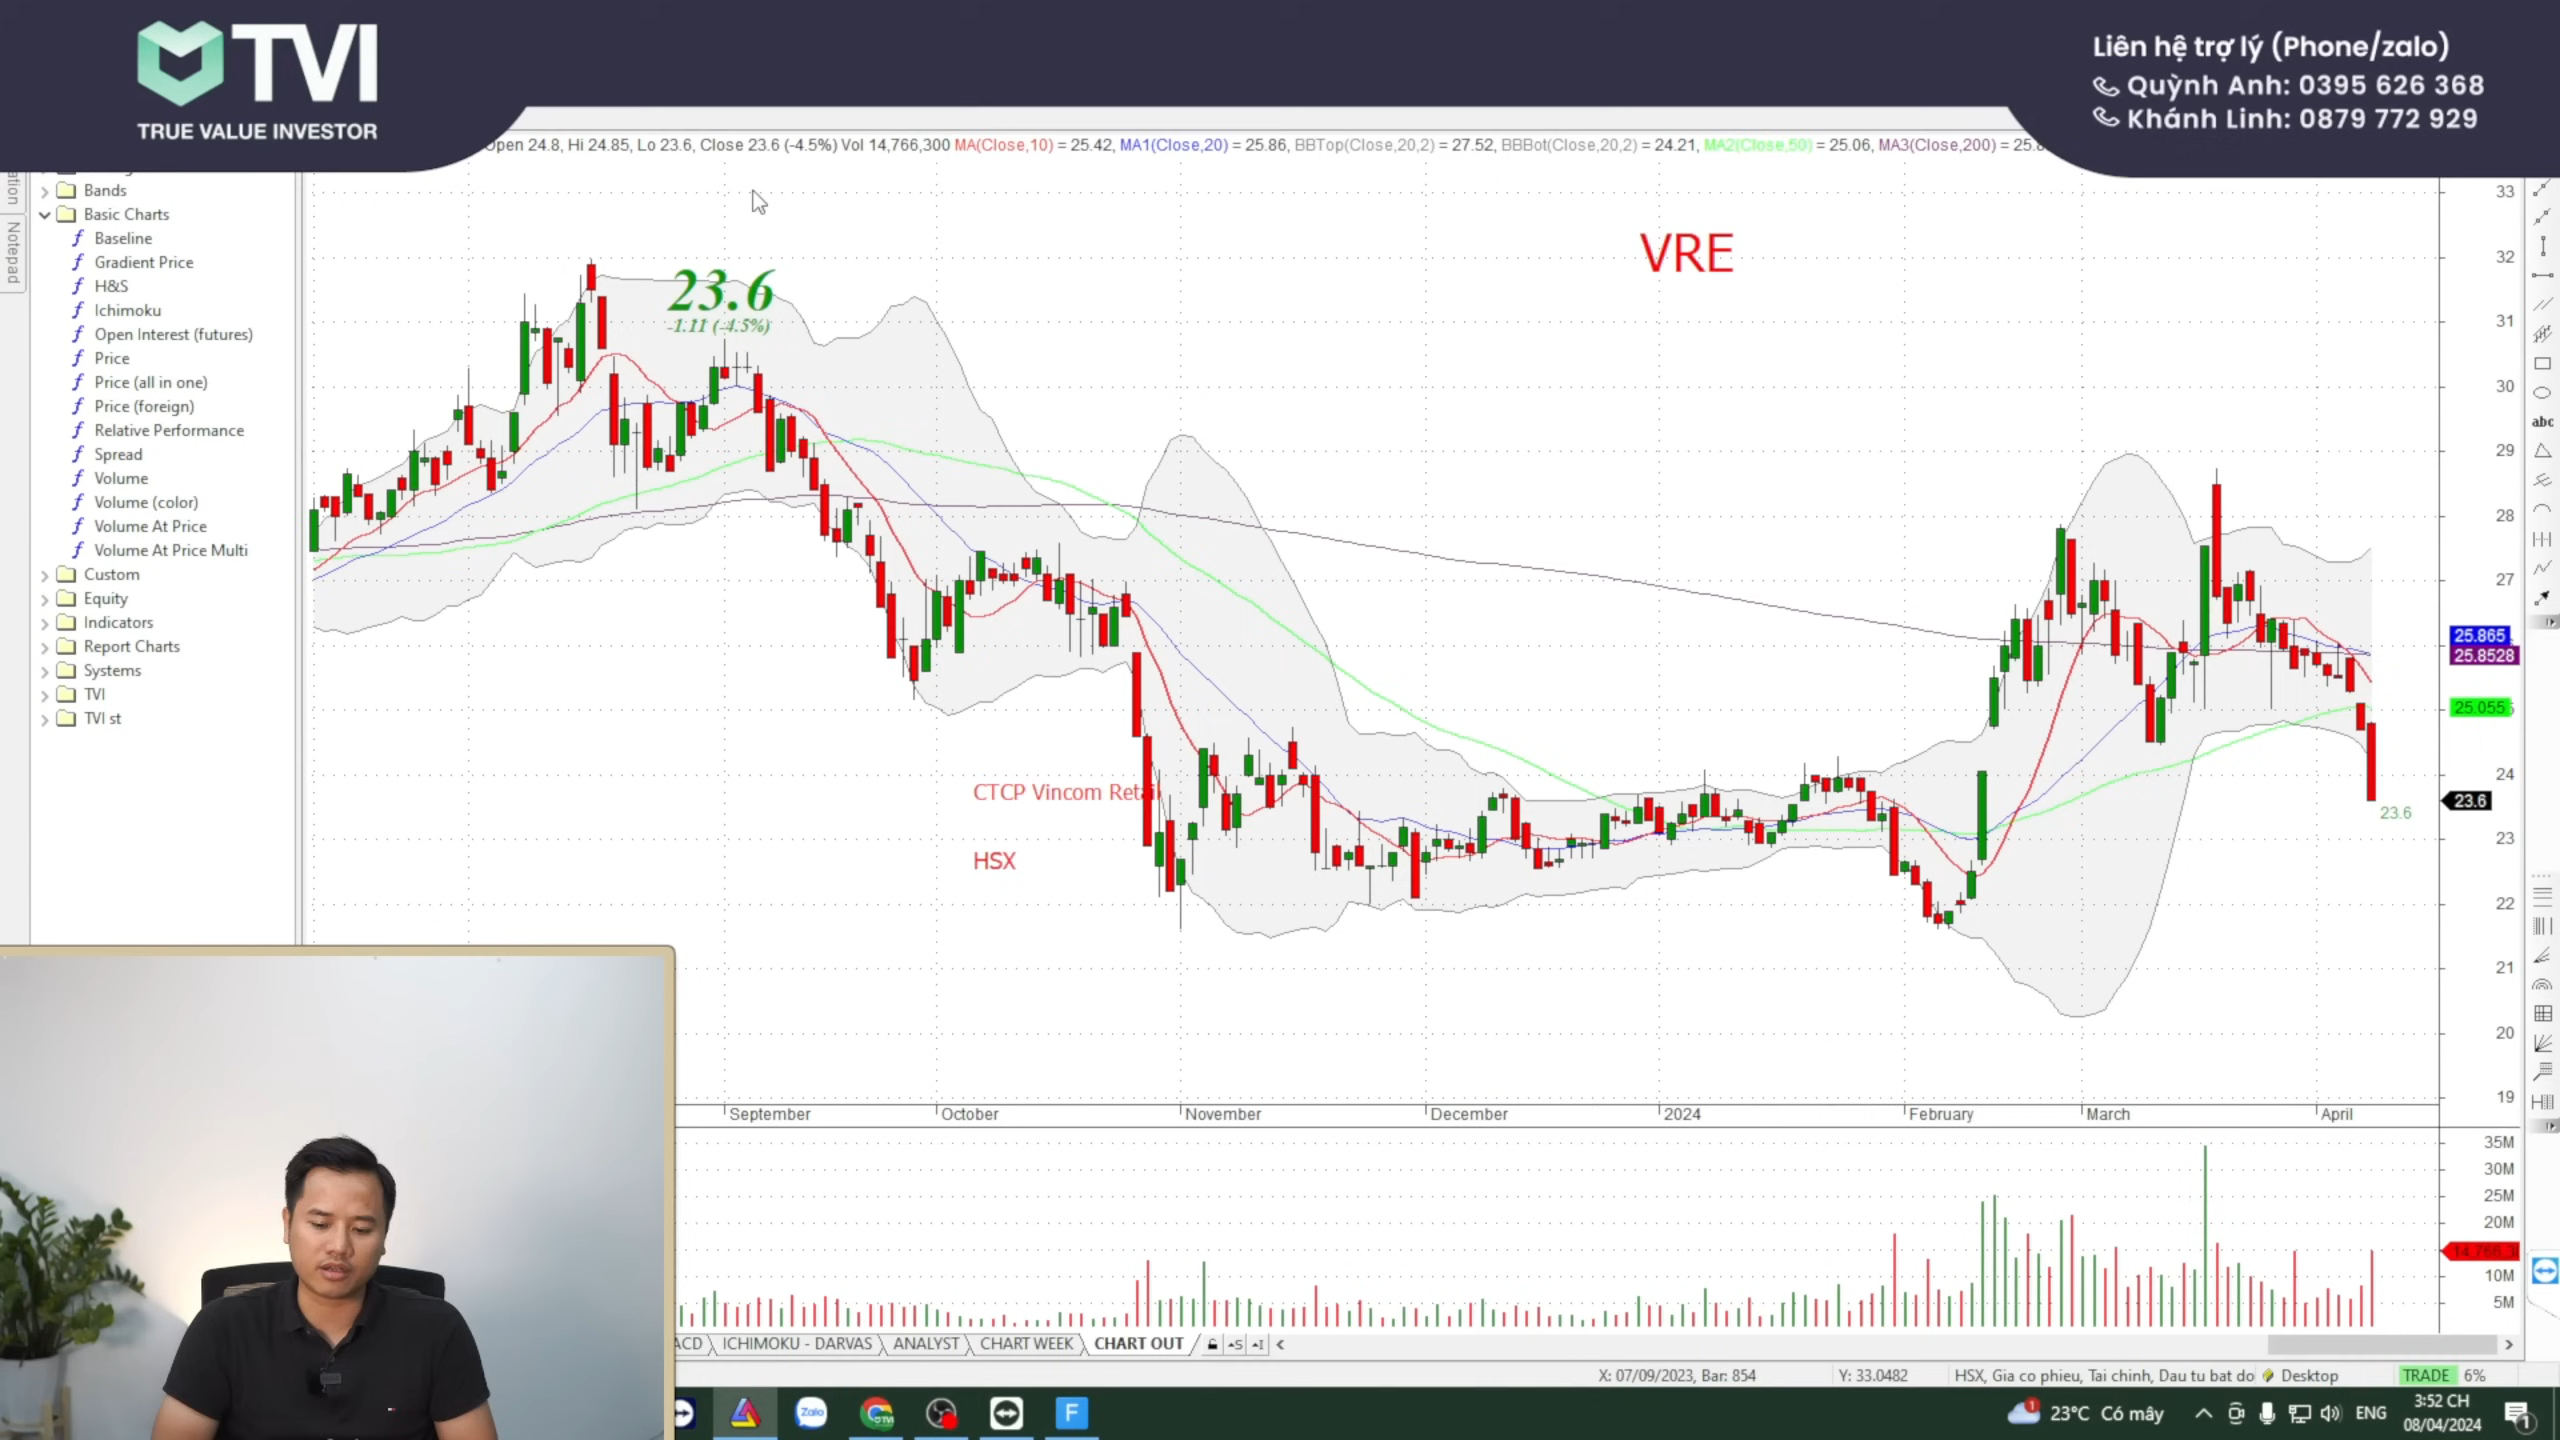 TVI
TRUE VALUE INVESTOR
Liên hệ trợ lý (Phone/zalo)
Quỳnh Anh: 0395 626 368
Khánh Linh: 0879 772 929
Open 24.8, Hi 24.85, Lo 23.6, Close 23.6 (-4.5%) Vol 14,766,300 MA(Close,10) = 25.42, MA1(Close,20) = 25.86, BBTop(Close,20,2) = 27.52, BBBot(Close,20,2) = 24.21, MA2(Close,50) = 25.06, MA3(Close,200) = 25.8
Notepad
Bands
Basic Charts
Baseline
Gradient Price
H&S
Ichimoku
Open Interest (futures)
Price
Price (all in one)
Price (foreign)
Relative Performance
Spread
Volume
Volume (color)
Volume At Price
Volume At Price Multi
Custom
Equity
Indicators
Report Charts
Systems
TVI
TVI st
VRE
23.6
-1.11 (-4.5%)
CTCP Vincom Retail
HSX
33
32
31
30
29
28
27
25.865
25.8528
25.055
24
23.6
23.6
23
22
21
20
19
abc
September
October
November
December
2024
February
March
April
35M
30M
25M
20M
10M
5M
ACD
ICHIMOKU - DARVAS
ANALYST
CHART WEEK
CHART OUT
X: 07/09/2023, Bar: 854
Y: 33.0482
HSX, Gia co phieu, Tai chinh, Dau tu bat do
Desktop
TRADE
6%
Zalo
F
1
23°C Có mây
ENG
3:52 CH
08/04/2024
1